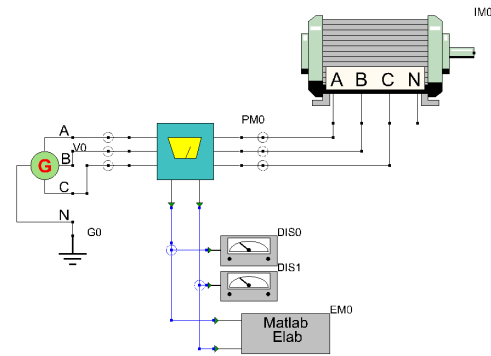 IM0
A B C N
PM0
A
V0
G
B
C
N
G0
DIS0
DIS1
EM0
Matlab
Elab